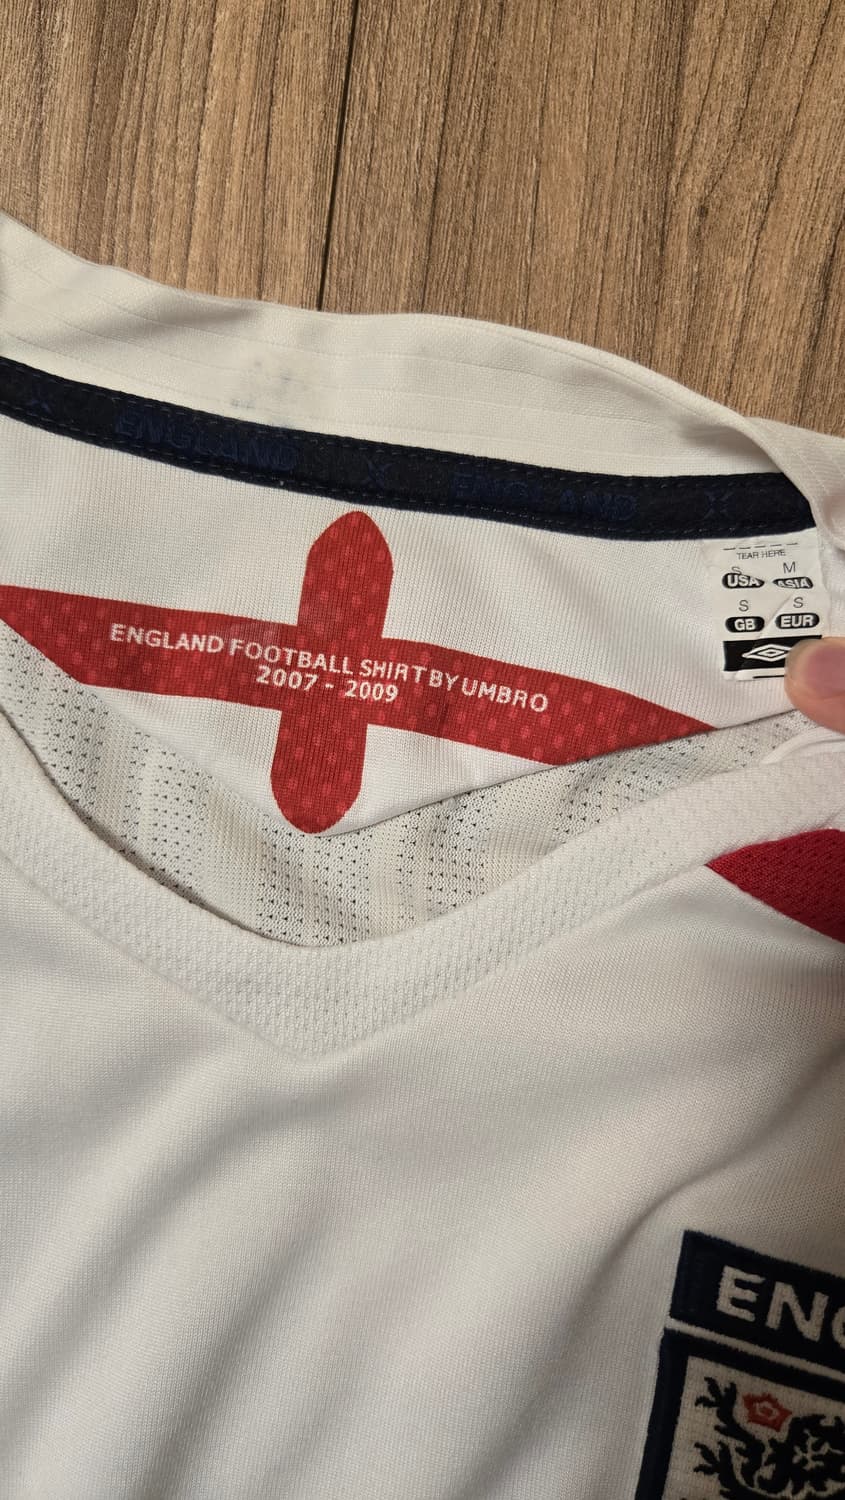 ENGLAND ENGLAND
TEAR HERE
S M
USA ASIA
S S
GB EUR
ENGLAND FOOTBALL SHIRT BY UMBRO
2007 - 2009
ENG